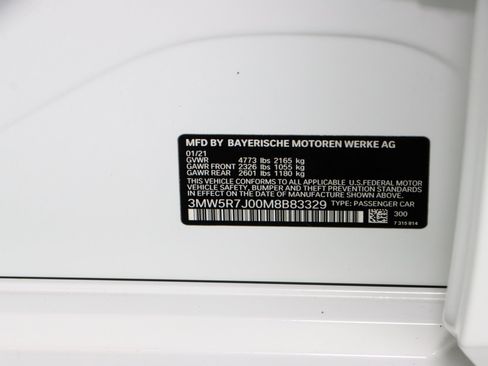 MFD BY BAYERISCHE MOTOREN WERKE AG
01/21
GVWR 4773 lbs 2165 kg
GAWR FRONT 2326 lbs 1055 kg
GAWR REAR 2601 lbs 1180 kg
THIS VEHICLE CONFORMS TO ALL APPLICABLE U.S.FEDERAL MOTOR
VEHICLE SAFETY, BUMPER AND THEFT PREVENTION STANDARDS
IN EFFECT ON THE DATE OF MANUFACTURE SHOWN ABOVE.
3MW5R7J00M8B83329 TYPE: PASSENGER CAR
300
7 315 814